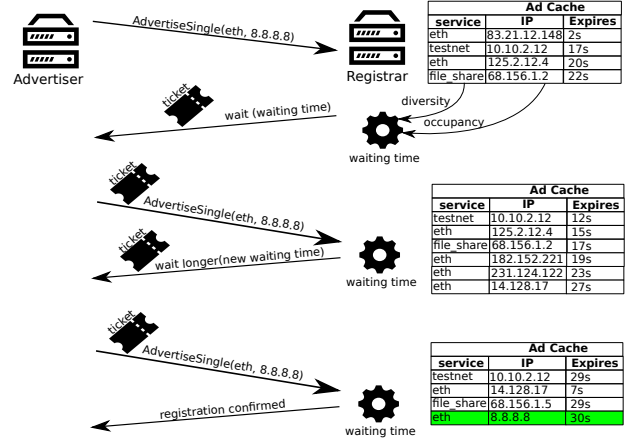 AdvertiseSingle(eth, 8.8.8.8)
Advertiser
Registrar
Ad Cache
service IP Expires
eth 83.21.12.148 2s
testnet 10.10.2.12 17s
eth 125.2.12.4 20s
file_share 68.156.1.2 22s
ticket
wait (waiting time)
diversity
occupancy
waiting time
ticket
AdvertiseSingle(eth, 8.8.8.8)
ticket
wait longer(new waiting time)
waiting time
Ad Cache
service IP Expires
testnet 10.10.2.12 12s
eth 125.2.12.4 15s
file_share 68.156.1.2 17s
eth 182.152.221 19s
eth 231.124.122 23s
eth 14.128.17 27s
ticket
AdvertiseSingle(eth, 8.8.8.8)
registration confirmed
waiting time
Ad Cache
service IP Expires
testnet 10.10.2.12 29s
eth 14.128.17 7s
file_share 68.156.1.5 29s
eth 8.8.8.8 30s